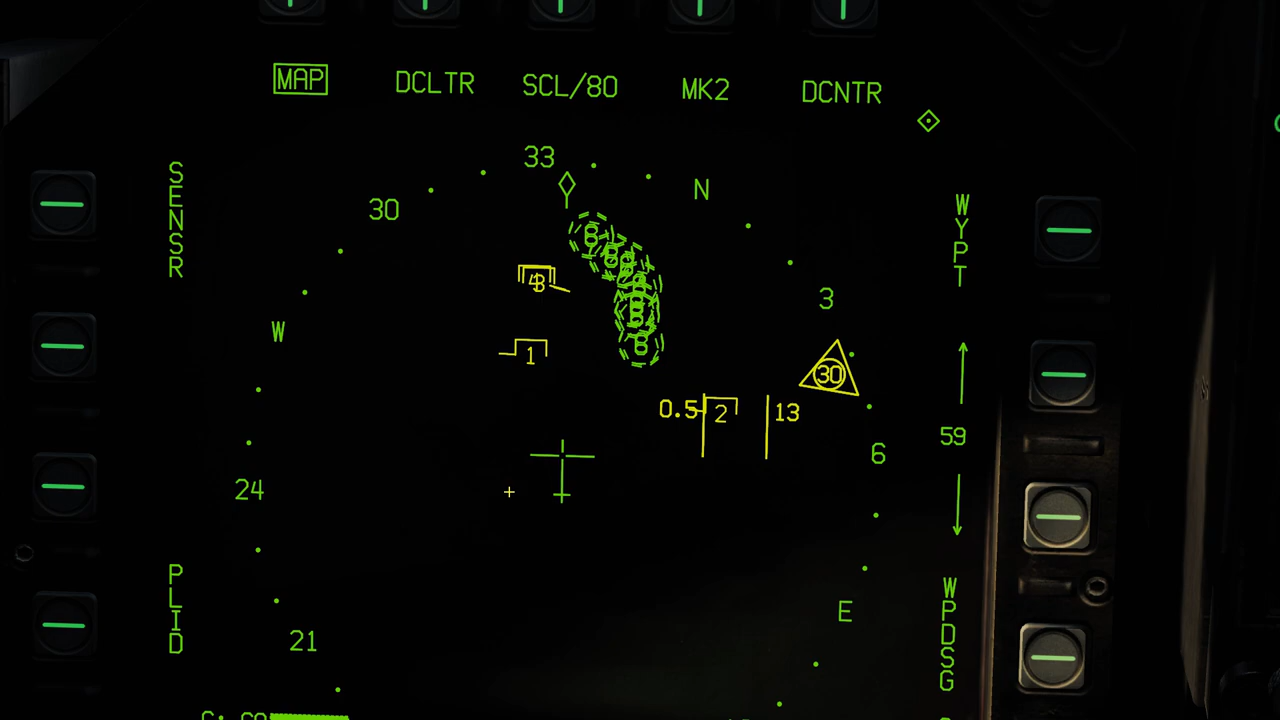 MAP DCLTR SCL/80 MK2 DCNTR
33
30
N
SENSR
WYPT
W
3
1
30
0.5 2 13
59
6
24
PLID
E
WPDSG
21